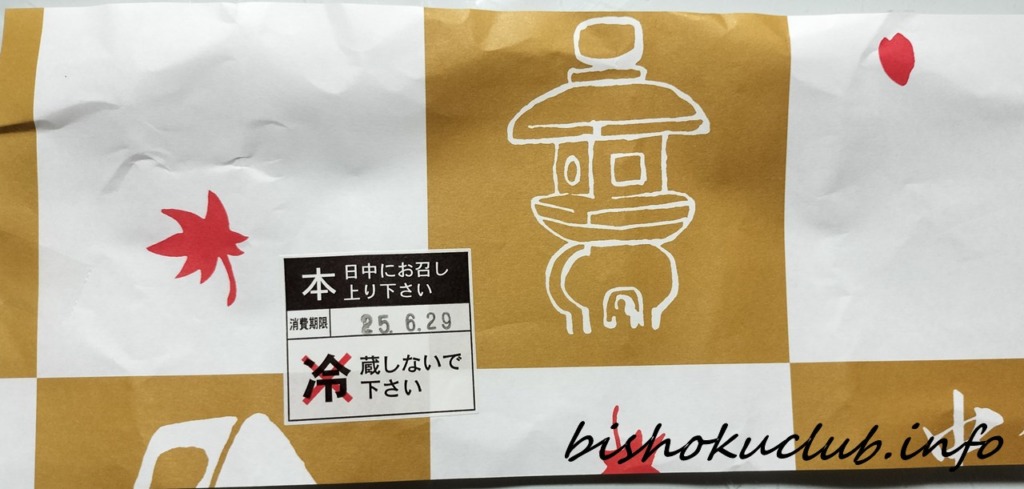 本日中にお召し
上り下さい
消費期限 25. 6.29
冷蔵しないで
下さい
bishokuclub.info